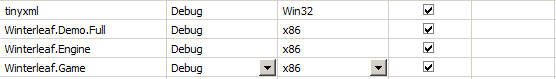 tinyxml Debug Win32
Winterleaf.Demo.Full Debug x86
Winterleaf.Engine Debug x86
Winterleaf.Game Debug x86